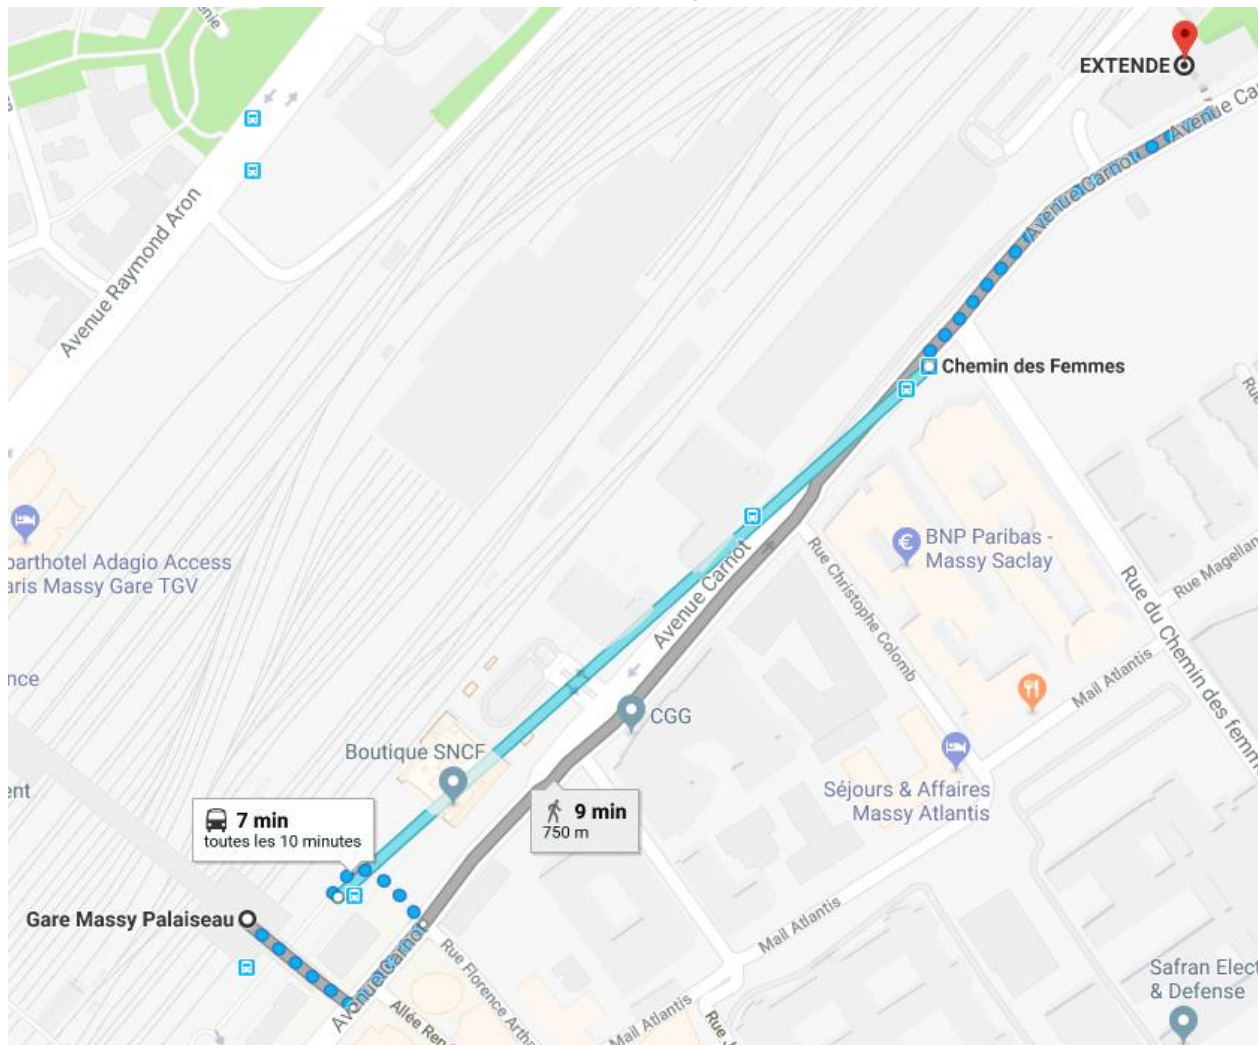 EXTENDE
Avenue Carnot
Avenue Raymond Aron
Avenue Carnot
Chemin des Femmes
BNP Paribas -
Massy Saclay
Rue Magellan
parthotel Adagio Access
aris Massy Gare TGV
Avenue Carnot
Rue Christophe Colomb
Rue du Chemin des femm
Mail Atlantis
nce
CGG
Boutique SNCF
Séjours & Affaires
Massy Atlantis
ent
7 min
toutes les 10 minutes
9 min
750 m
Gare Massy Palaiseau
Mail Atlantis
Avenue Carnot
Rue Florence Artha
Allée Ren
Mail Atlantis
Safran Elect
& Defense